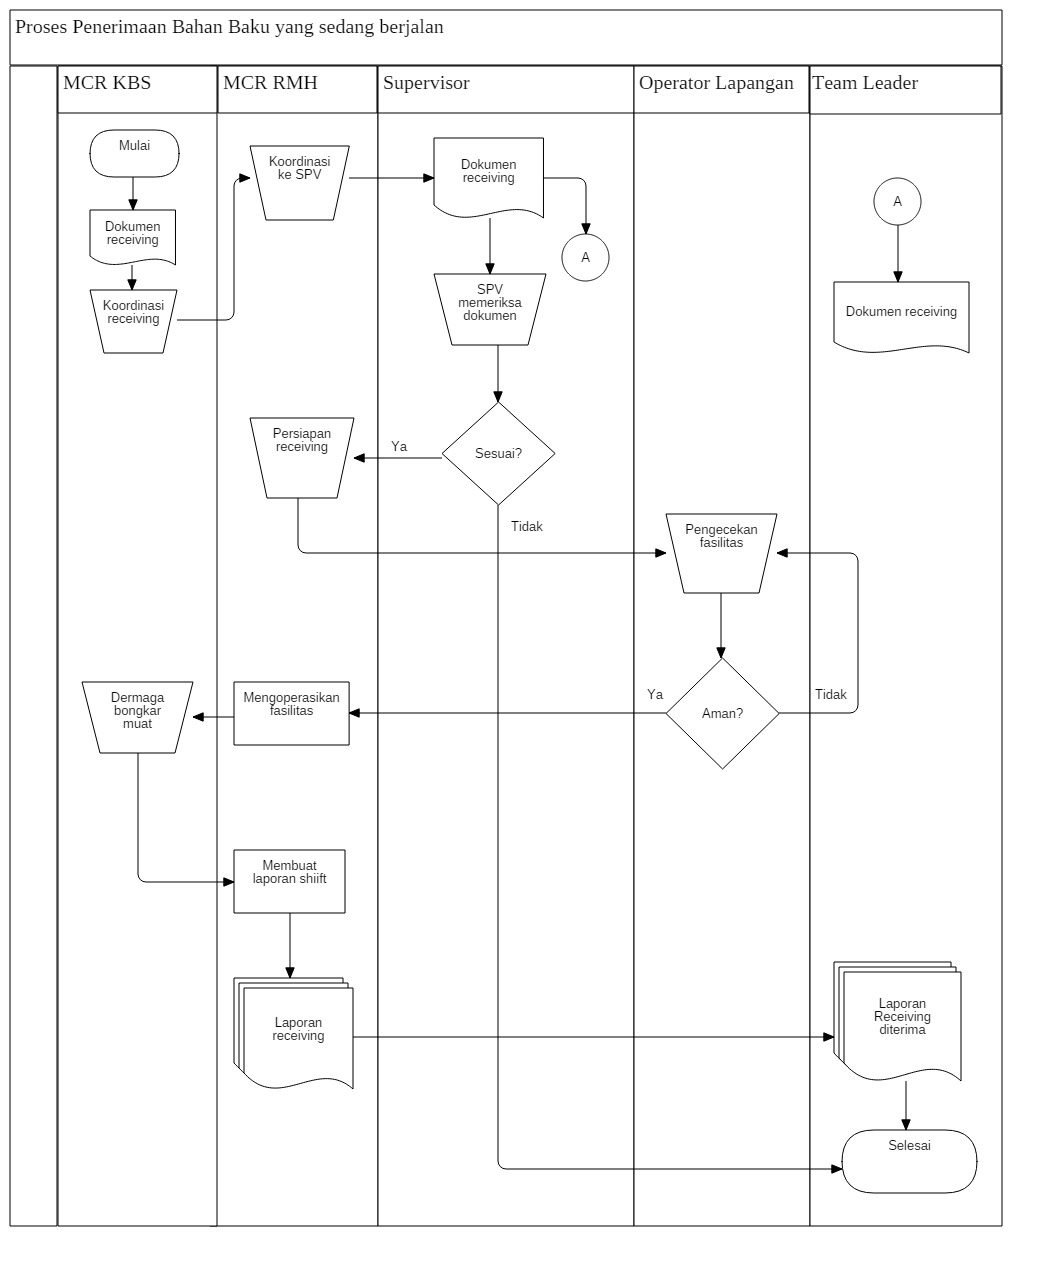 Proses Penerimaan Bahan Baku yang sedang berjalan
MCR KBS
MCR RMH
Supervisor
Operator Lapangan
Team Leader
Mulai
Koordinasi
ke SPV
Dokumen
receiving
A
Dokumen
receiving
A
Koordinasi
receiving
SPV
memeriksa
dokumen
Dokumen receiving
Persiapan
receiving
Ya
Sesuai?
Tidak
Pengecekan
fasilitas
Dermaga
bongkar
muat
Mengoperasikan
fasilitas
Ya
Aman?
Tidak
Membuat
laporan shiift
Laporan
receiving
Laporan
Receiving
diterima
Selesai